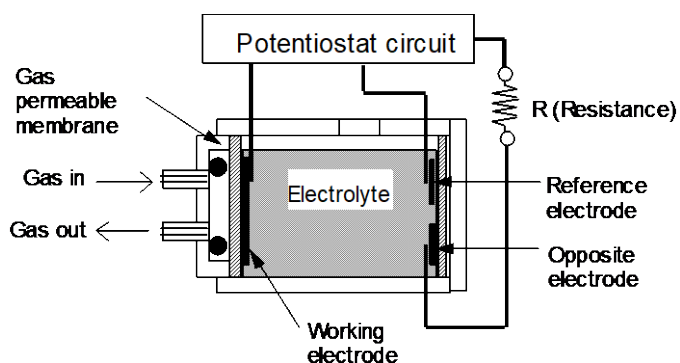 Potentiostat circuit
Gas
permeable
membrane
R (Resistance)
Gas in
Electrolyte
Reference
electrode
Gas out
Opposite
electrode
Working
electrode